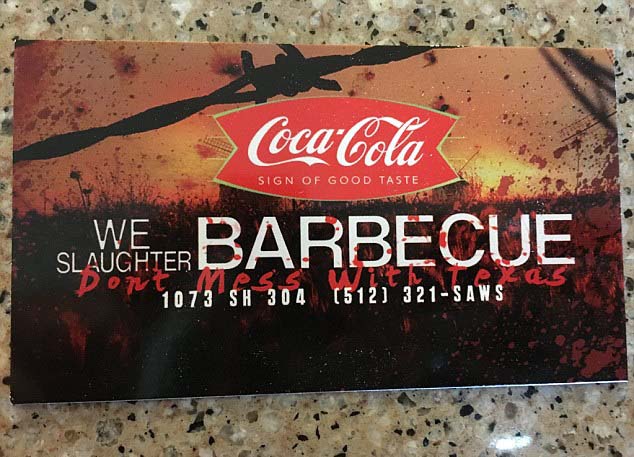 Coca-Cola
SIGN OF GOOD TASTE
WE SLAUGHTER BARBECUE
Dont Mess With Texas
1073 SH 304 (512) 321-SAWS